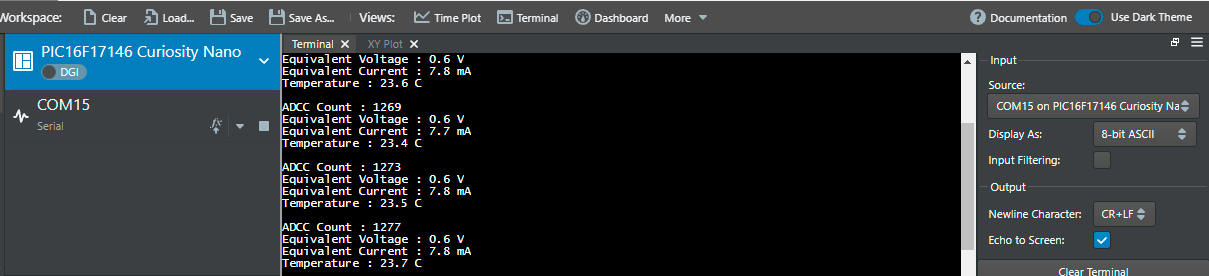 Workspace: Clear Load... Save Save As... Views: Time Plot Terminal Dashboard More Documentation Use Dark Theme
PIC16F17146 Curiosity Nano
DGI
COM15
Serial
Terminal XY Plot
Equivalent Voltage : 0.6 V
Equivalent Current : 7.8 mA
Temperature : 23.6 C
ADCC Count : 1269
Equivalent Voltage : 0.6 V
Equivalent Current : 7.7 mA
Temperature : 23.4 C
ADCC Count : 1273
Equivalent Voltage : 0.6 V
Equivalent Current : 7.8 mA
Temperature : 23.5 C
ADCC Count : 1277
Equivalent Voltage : 0.6 V
Equivalent Current : 7.8 mA
Temperature : 23.7 C
Input
Source:
COM15 on PIC16F17146 Curiosity Na
Display As: 8-bit ASCII
Input Filtering:
Output
Newline Character: CR+LF
Echo to Screen:
Clear Terminal